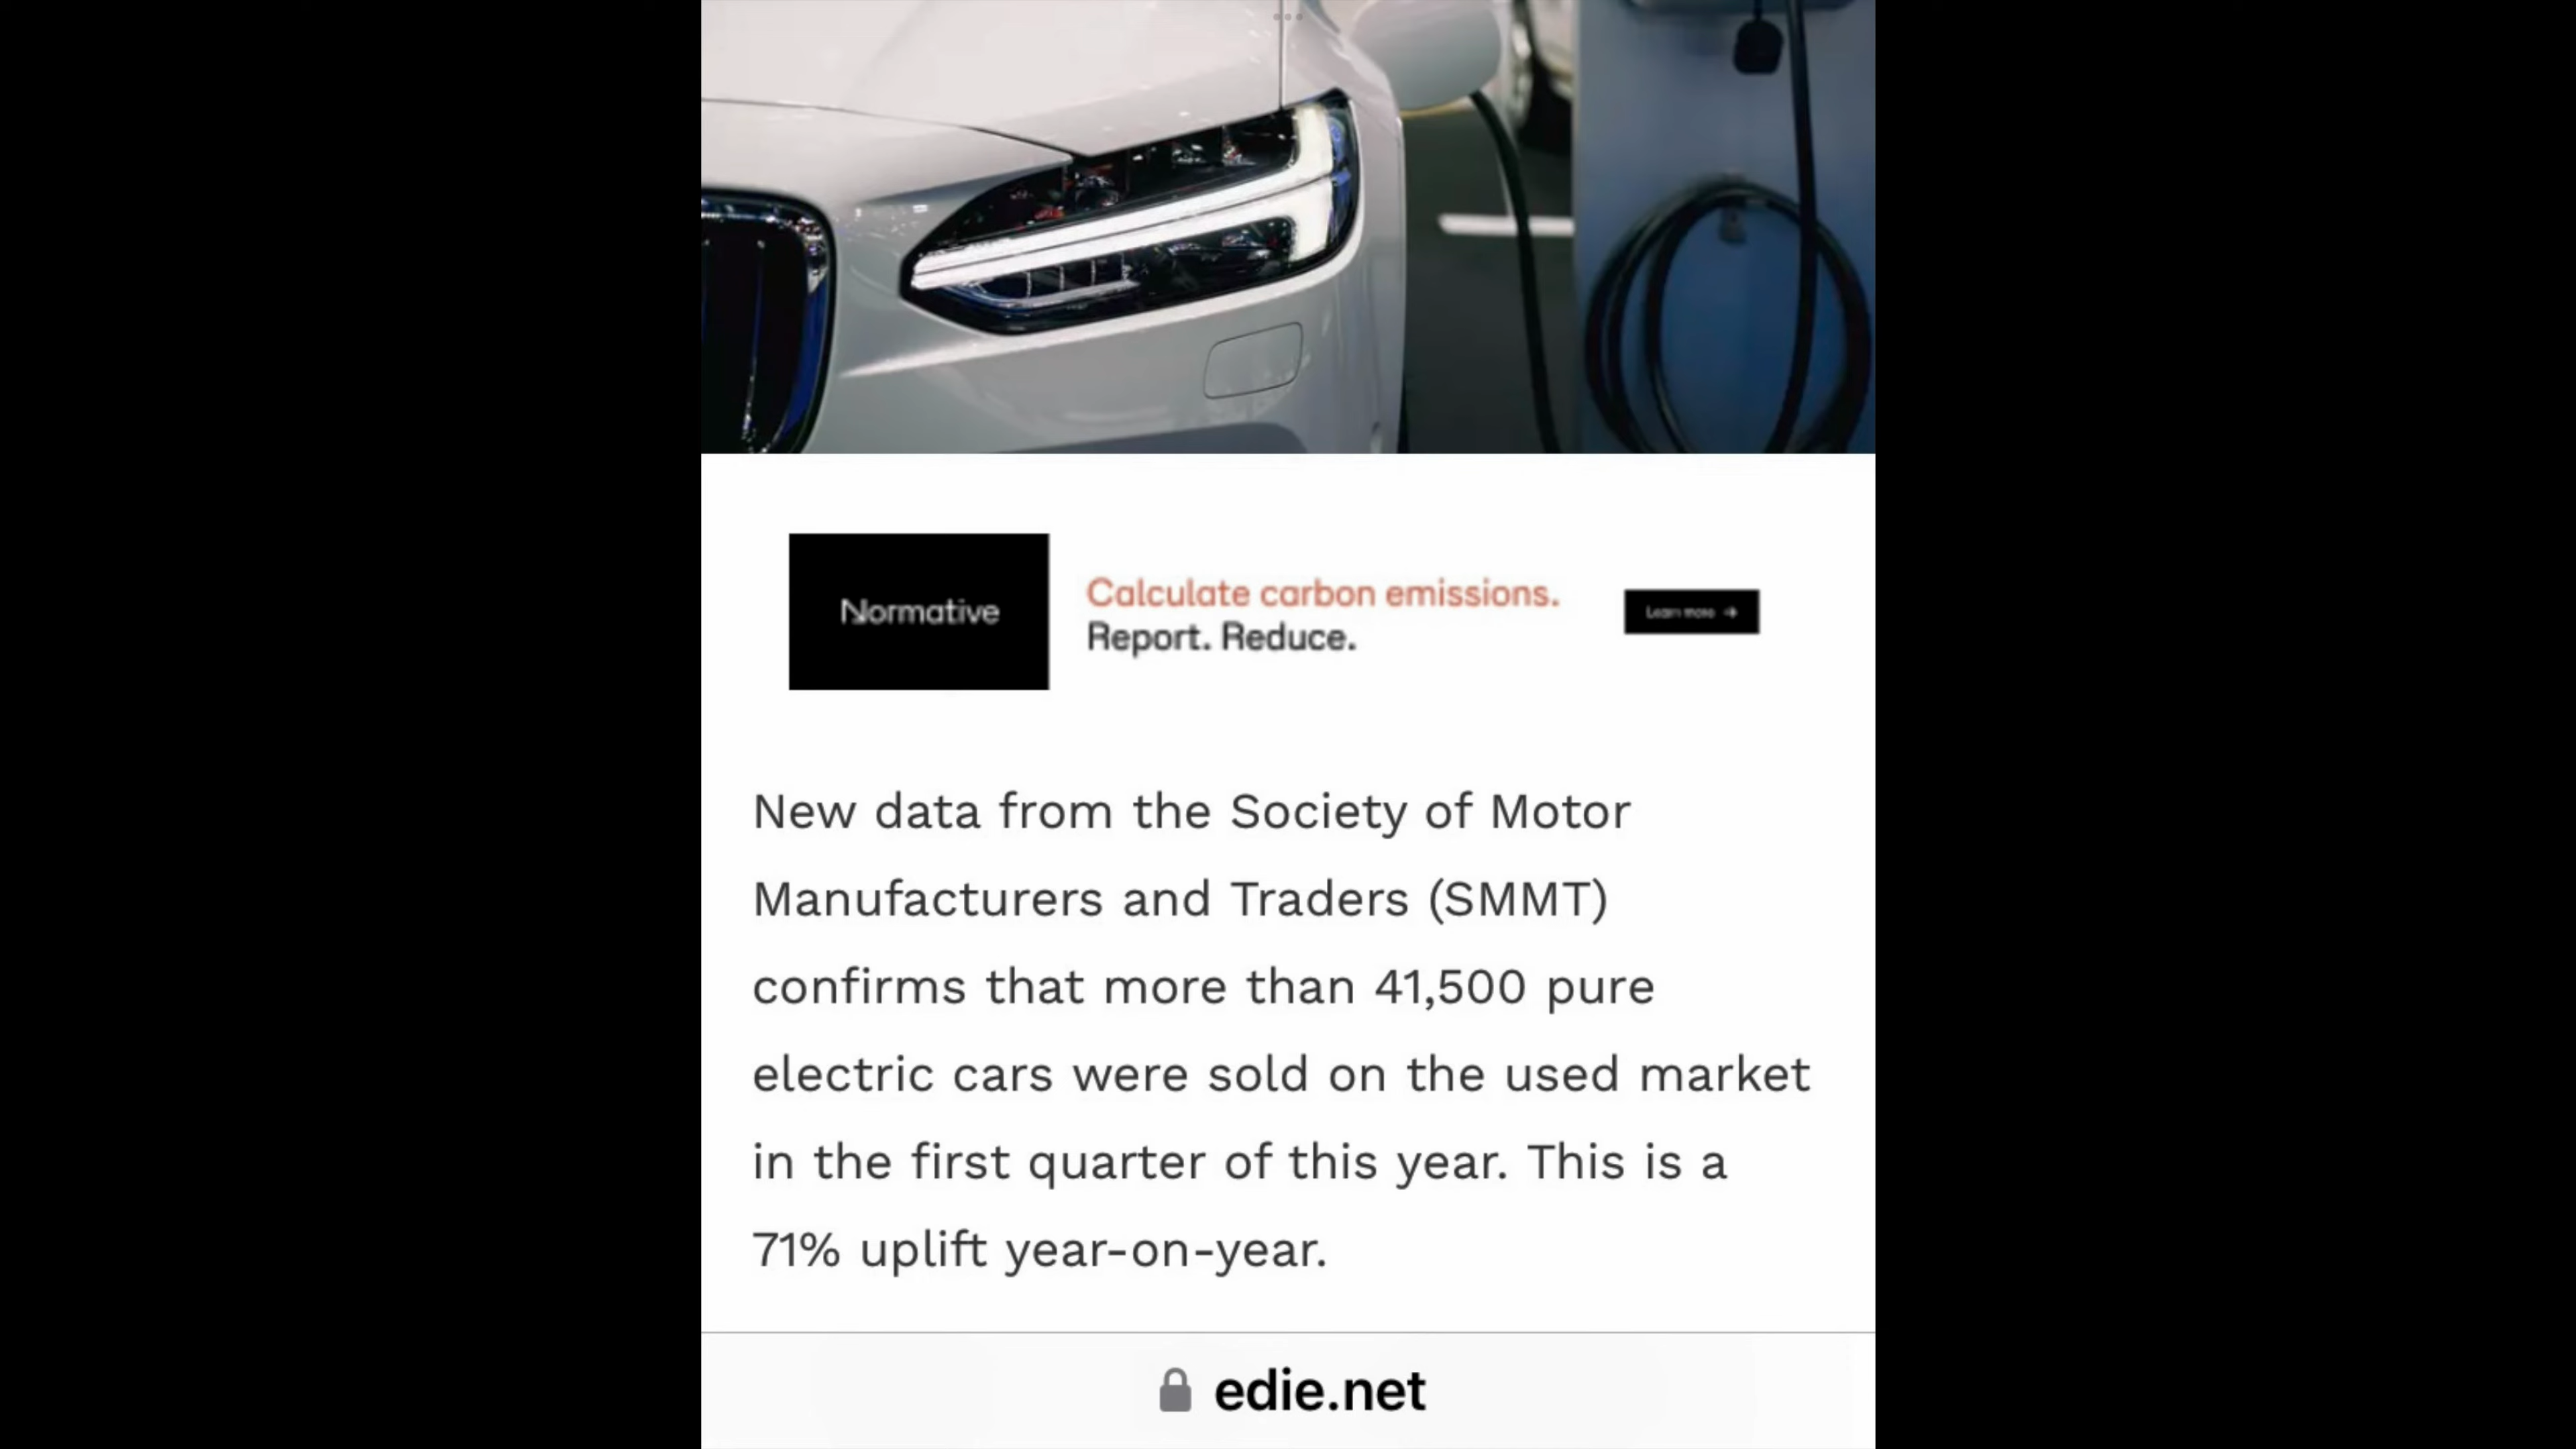 Normative
Calculate carbon emissions.
Report. Reduce.
Learn more →
New data from the Society of Motor
Manufacturers and Traders (SMMT)
confirms that more than 41,500 pure
electric cars were sold on the used market
in the first quarter of this year. This is a
71% uplift year-on-year.
edie.net